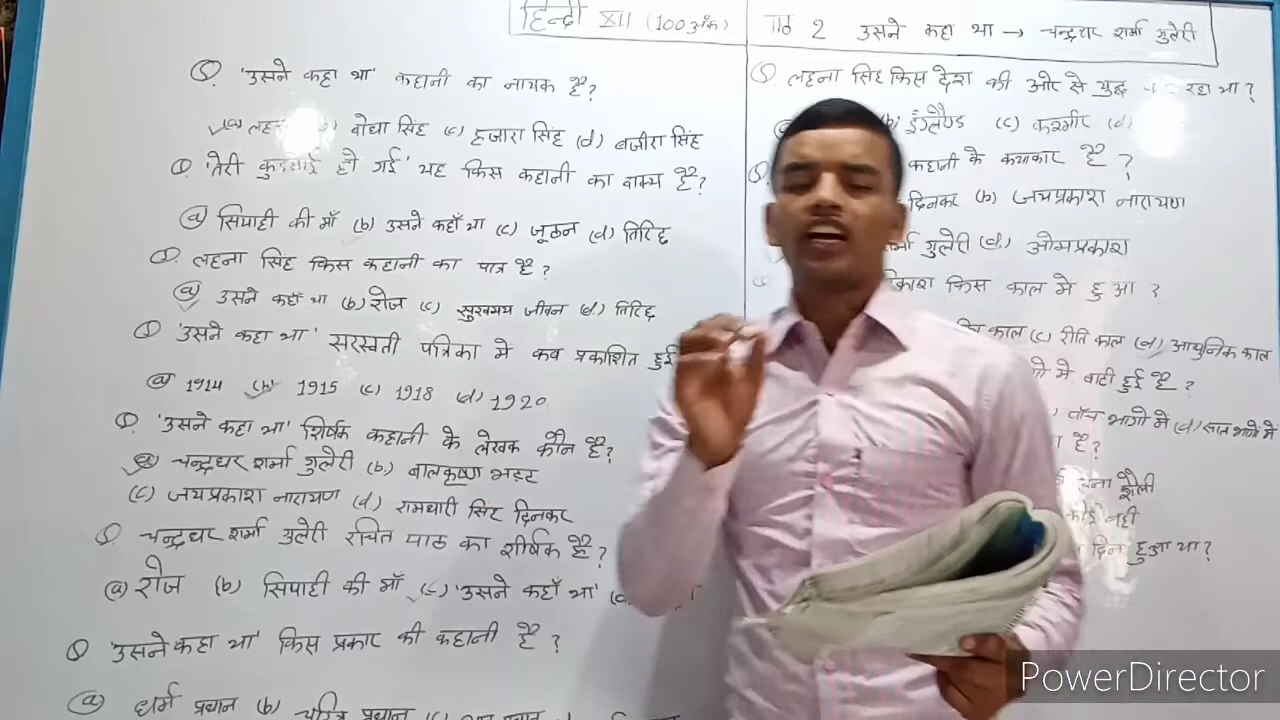 हिन्दी XII (100 अंक) पाठ 2 उसने कहा था → चन्द्रधर शर्मा गुलेरी
Q. 'उसने कहा था' कहानी का नायक है?
(a) लह (b) बोधा सिंह (c) हजारा सिंह (d) वजीरा सिंह
Q. 'तेरी कुड़माई हो गई' यह किस कहानी का वाक्य है?
(a) सिपाही की माँ (b) उसने कहाँ था (c) जूठन (d) तिरिछ
Q. लहना सिंह किस कहानी का पात्र है?
(a) उसने कहाँ था (b) रोज (c) सुखमय जीवन (d) तिरिछ
Q. 'उसने कहा था' सरस्वती पत्रिका में कब प्रकाशित हुई
(a) 1914 (b) 1915 (c) 1918 (d) 1920
Q. 'उसने कहा था' शिर्षक कहानी के लेखक कौन है?
(a) चन्द्रधर शर्मा गुलेरी (b) बालकृष्ण भट्ट
(c) जयप्रकाश नारायण (d) रामधारी सिंह दिनकर
Q. चन्द्रधर शर्मा गुलेरी रचित पाठ का शीर्षक है?
(a) रोज (b) सिपाही की माँ (c) 'उसने कहाँ था'
Q 'उसने कहा था' किस प्रकार की कहानी है?
(a) धर्म प्रधान (b) चरित्र प्रधान
Q लहना सिंह किस देश की ओर से युद्ध रहा था?
(b) इंग्लैण्ड (c) कश्मीर (d)
Q. कहानी के कथाकार है?
दिनकर (b) जयप्रकाश नारायण
गुलेरी (d) ओमप्रकाश
किस काल में हुआ?
काल (c) रीति काल (d) आधुनिक काल
में बाटी हुई है?
पाँच भागो में (d) सात भागो में
है?
शैली
नही
दिन हुआ था?
PowerDirector